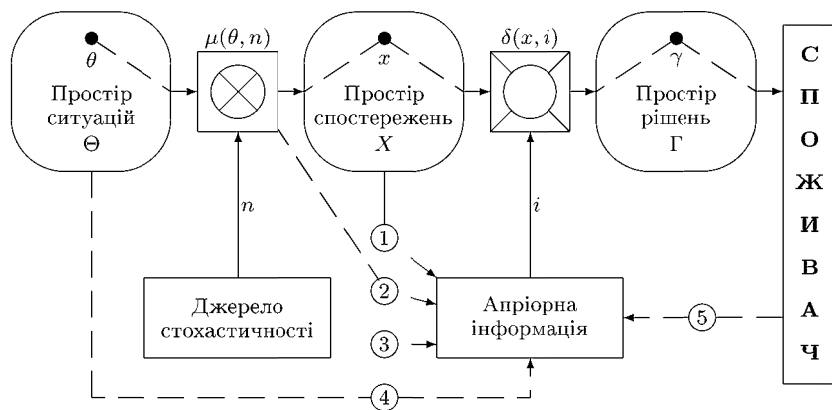 μ(θ, n)
δ(x, i)
θ
x
γ
Простір
ситуацій
Θ
Простір
спостережень
X
Простір
рішень
Γ
С
П
О
Ж
И
В
А
Ч
n
i
1
2
3
4
5
Джерело
стохастичності
Апріорна
інформація